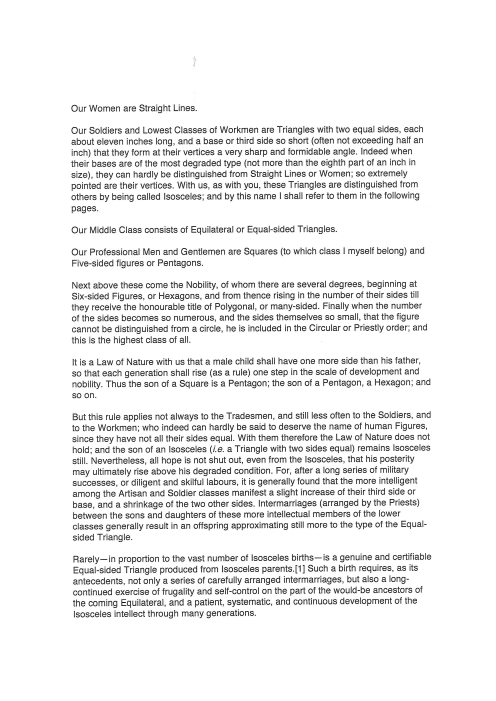 Our Women are Straight Lines.
Our Soldiers and Lowest Classes of Workmen are Triangles with two equal sides, each
about eleven inches long, and a base or third side so short (often not exceeding half an
inch) that they form at their vertices a very sharp and formidable angle. Indeed when
their bases are of the most degraded type (not more than the eighth part of an inch in
size), they can hardly be distinguished from Straight Lines or Women; so extremely
pointed are their vertices. With us, as with you, these Triangles are distinguished from
others by being called Isosceles; and by this name I shall refer to them in the following
pages.
Our Middle Class consists of Equilateral or Equal-sided Triangles.
Our Professional Men and Gentlemen are Squares (to which class I myself belong) and
Five-sided figures or Pentagons.
Next above these come the Nobility, of whom there are several degrees, beginning at
Six-sided Figures, or Hexagons, and from thence rising in the number of their sides till
they receive the honourable title of Polygonal, or many-sided. Finally when the number
of the sides becomes so numerous, and the sides themselves so small, that the figure
cannot be distinguished from a circle, he is included in the Circular or Priestly order; and
this is the highest class of all.
It is a Law of Nature with us that a male child shall have one more side than his father,
so that each generation shall rise (as a rule) one step in the scale of development and
nobility. Thus the son of a Square is a Pentagon; the son of a Pentagon, a Hexagon; and
so on.
But this rule applies not always to the Tradesmen, and still less often to the Soldiers, and
to the Workmen; who indeed can hardly be said to deserve the name of human Figures,
since they have not all their sides equal. With them therefore the Law of Nature does not
hold; and the son of an Isosceles (i.e. a Triangle with two sides equal) remains Isosceles
still. Nevertheless, all hope is not shut out, even from the Isosceles, that his posterity
may ultimately rise above his degraded condition. For, after a long series of military
successes, or diligent and skilful labours, it is generally found that the more intelligent
among the Artisan and Soldier classes manifest a slight increase of their third side or
base, and a shrinkage of the two other sides. Intermarriages (arranged by the Priests)
between the sons and daughters of these more intellectual members of the lower
classes generally result in an offspring approximating still more to the type of the Equal-
sided Triangle.
Rarely—in proportion to the vast number of Isosceles births—is a genuine and certifiable
Equal-sided Triangle produced from Isosceles parents.[1] Such a birth requires, as its
antecedents, not only a series of carefully arranged intermarriages, but also a long-
continued exercise of frugality and self-control on the part of the would-be ancestors of
the coming Equilateral, and a patient, systematic, and continuous development of the
Isosceles intellect through many generations.